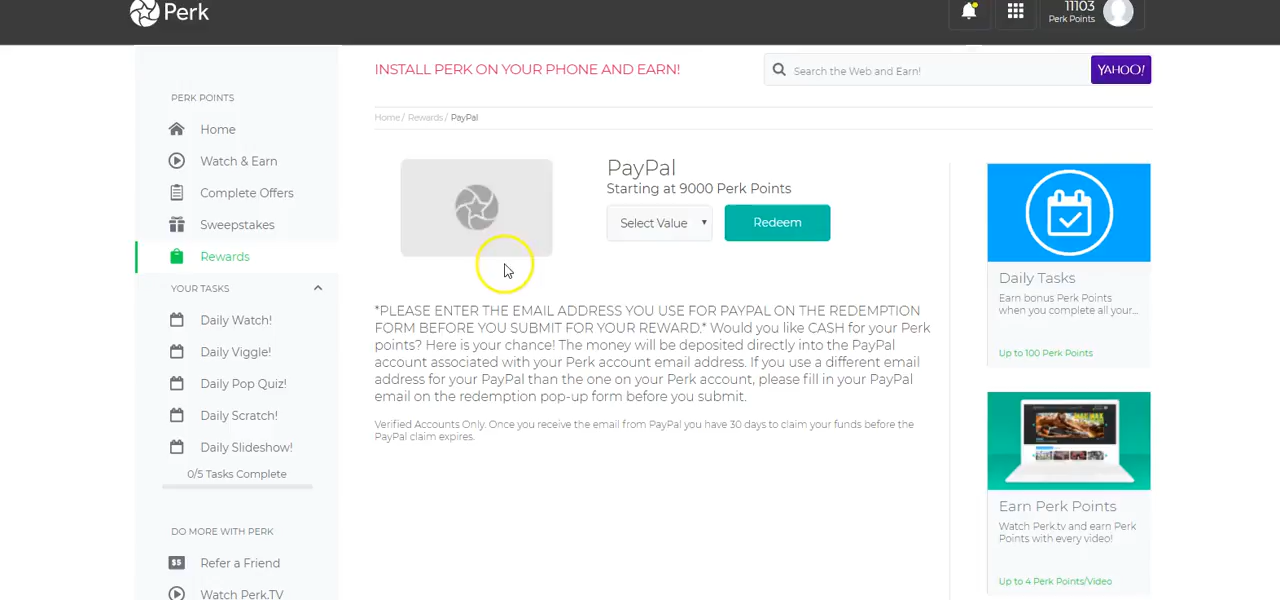 Perk
11103
Perk Points
INSTALL PERK ON YOUR PHONE AND EARN!
Search the Web and Earn!
YAHOO!
PERK POINTS
Home
Watch & Earn
Complete Offers
Sweepstakes
Rewards
YOUR TASKS
Daily Watch!
Daily Viggle!
Daily Pop Quiz!
Daily Scratch!
Daily Slideshow!
0/5 Tasks Complete
DO MORE WITH PERK
$$ Refer a Friend
Watch Perk.TV
Home / Rewards / PayPal
PayPal
Starting at 9000 Perk Points
Select Value
Redeem
*PLEASE ENTER THE EMAIL ADDRESS YOU USE FOR PAYPAL ON THE REDEMPTION
FORM BEFORE YOU SUBMIT FOR YOUR REWARD.* Would you like CASH for your Perk
points? Here is your chance! The money will be deposited directly into the PayPal
account associated with your Perk account email address. If you use a different email
address for your PayPal than the one on your Perk account, please fill in your PayPal
email on the redemption pop-up form before you submit.
Verified Accounts Only. Once you receive the email from PayPal you have 30 days to claim your funds before the
PayPal claim expires.
Daily Tasks
Earn bonus Perk Points
when you complete all your...
Up to 100 Perk Points
Earn Perk Points
Watch Perk.tv and earn Perk
Points with every video!
Up to 4 Perk Points/Video